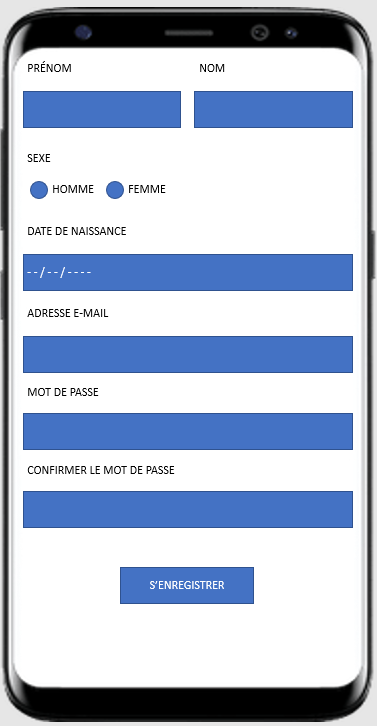 PRÉNOM NOM
SEXE
HOMME FEMME
DATE DE NAISSANCE
--/--/----
ADRESSE E-MAIL
MOT DE PASSE
CONFIRMER LE MOT DE PASSE
S'ENREGISTRER